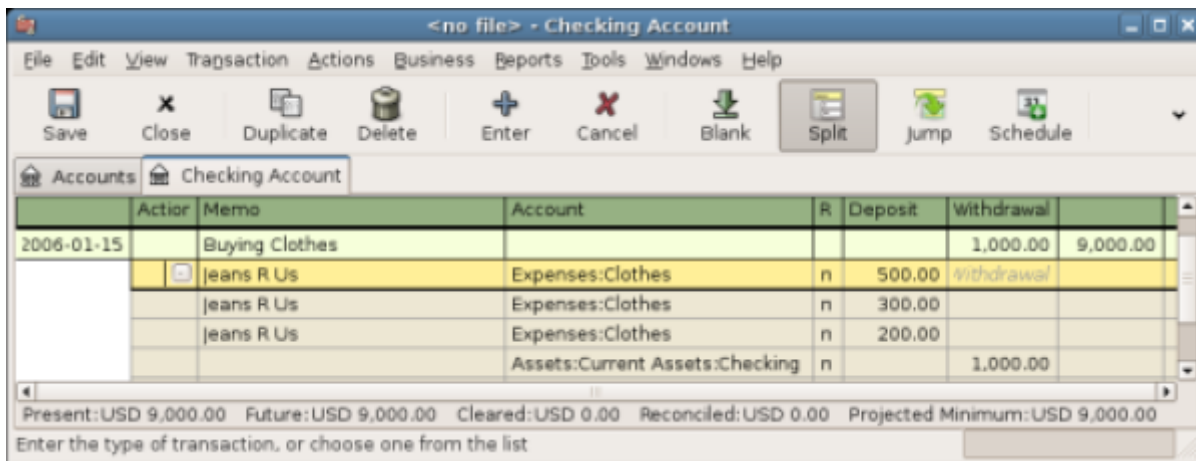 <no file> - Checking Account
File Edit View Transaction Actions Business Reports Tools Windows Help
Save Close Duplicate Delete Enter Cancel Blank Split Jump Schedule
Accounts Checking Account
Action Memo Account R Deposit Withdrawal
2006-01-15 Buying Clothes 1,000.00 9,000.00
Jeans R Us Expenses:Clothes n 500.00 Withdrawal
Jeans R Us Expenses:Clothes n 300.00
Jeans R Us Expenses:Clothes n 200.00
Assets:Current Assets:Checking n 1,000.00
Present:USD 9,000.00 Future:USD 9,000.00 Cleared:USD 0.00 Reconciled:USD 0.00 Projected Minimum:USD 9,000.00
Enter the type of transaction, or choose one from the list